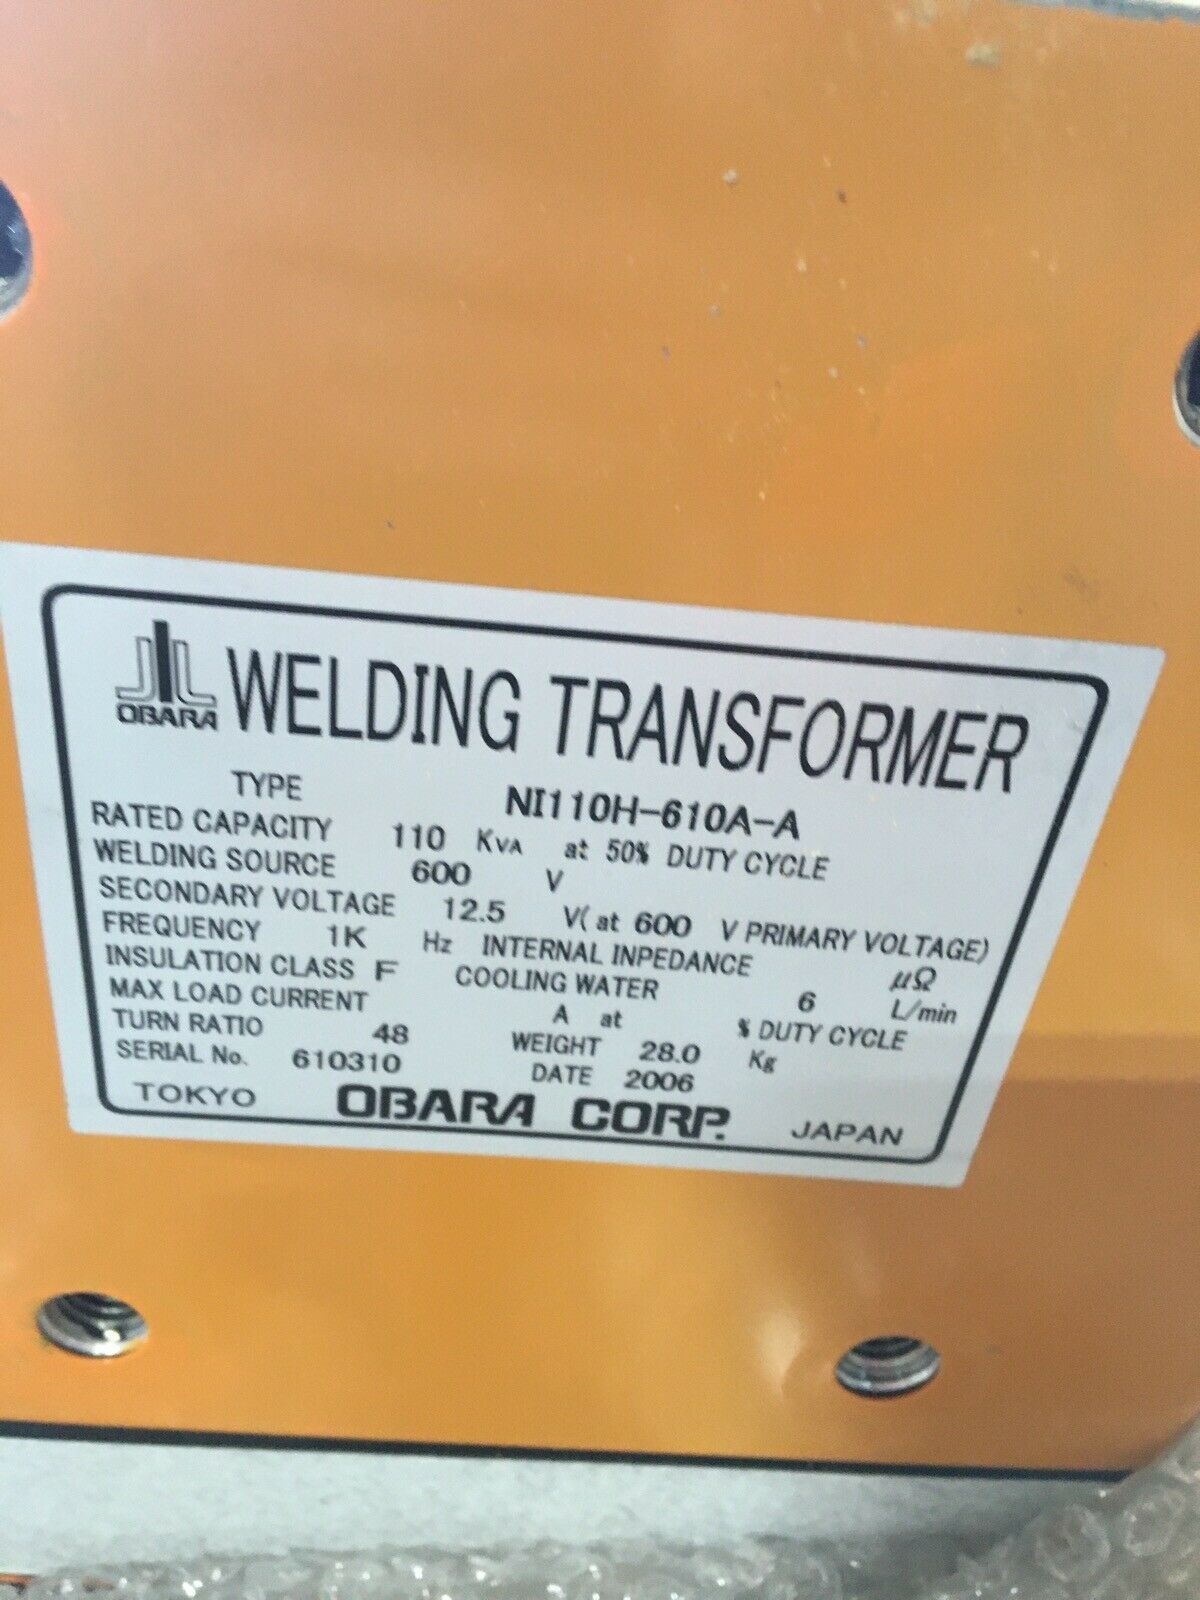 OBARA WELDING TRANSFORMER
TYPE NI110H-610A-A
RATED CAPACITY 110 KVA at 50% DUTY CYCLE
WELDING SOURCE 600 V
SECONDARY VOLTAGE 12.5 V( at 600 V PRIMARY VOLTAGE)
FREQUENCY 1K Hz INTERNAL INPEDANCE μΩ
INSULATION CLASS F COOLING WATER 6 L/min
MAX LOAD CURRENT A at % DUTY CYCLE
TURN RATIO 48 WEIGHT 28.0 Kg
SERIAL No. 610310 DATE 2006
TOKYO OBARA CORP. JAPAN